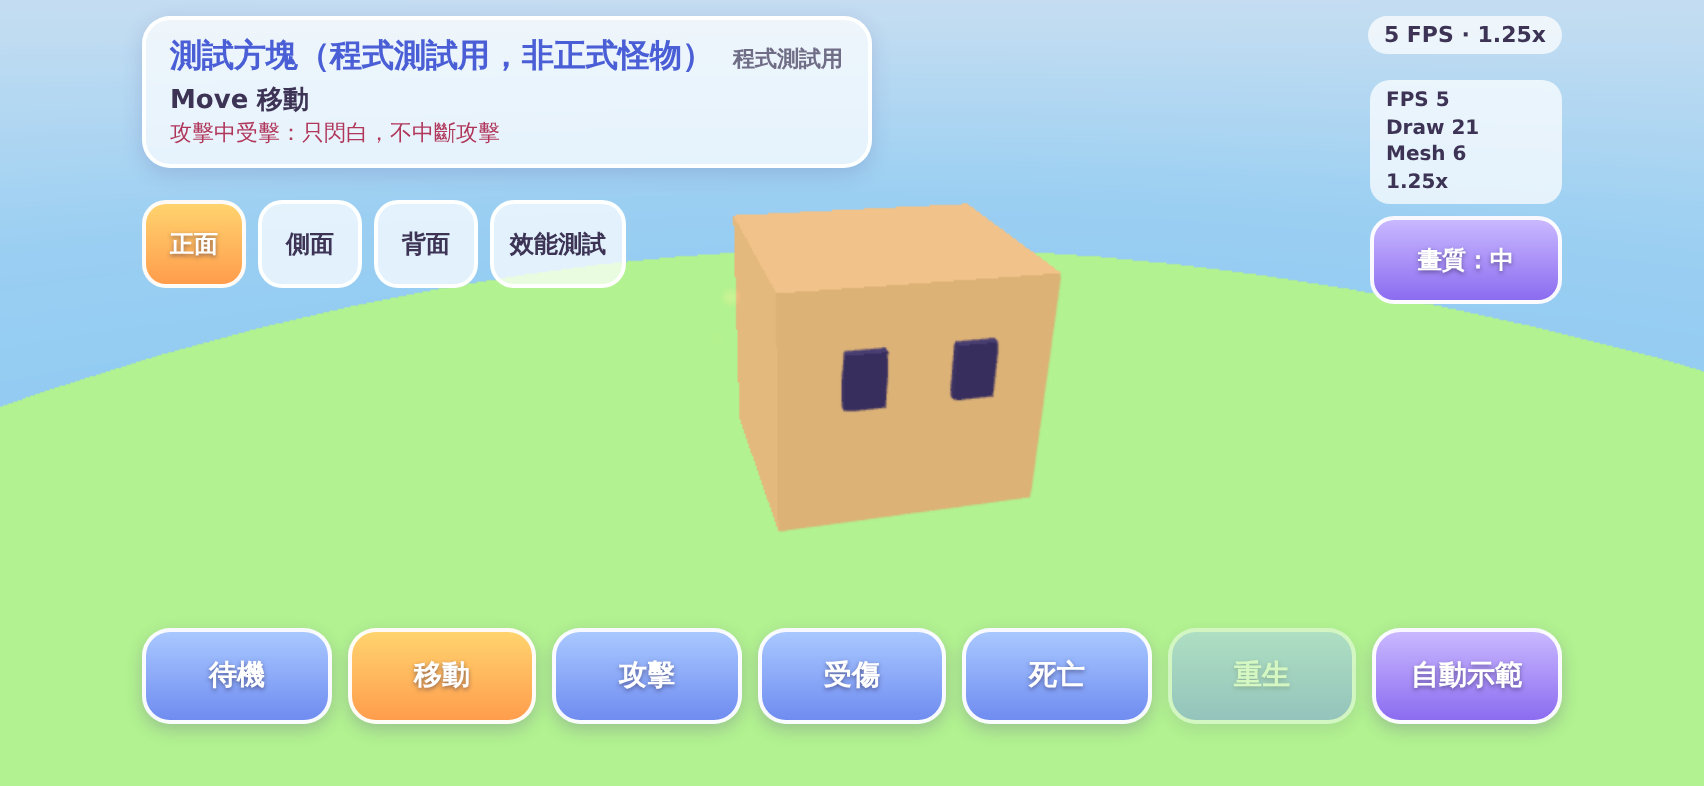 測試方塊（程式測試用，非正式怪物） 程式測試用
Move 移動
攻擊中受擊：只閃白，不中斷攻擊
5 FPS · 1.25x
FPS 5
Draw 21
Mesh 6
1.25x
正面 側面 背面 效能測試
畫質：中
待機 移動 攻擊 受傷 死亡 重生 自動示範